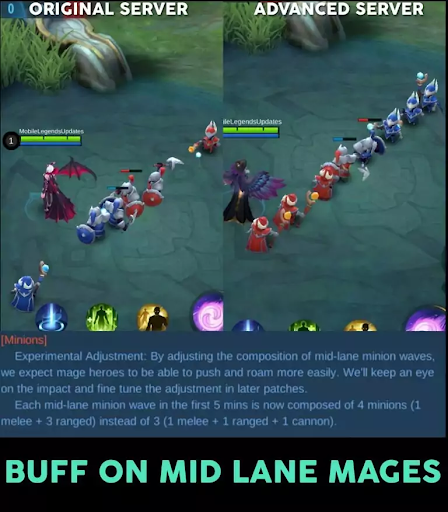 0 ORIGINAL SERVER ADVANCED SERVER
MobileLegendsUpdates
ileLegendsUpdates
1
[Minions]
Experimental Adjustment: By adjusting the composition of mid-lane minion waves,
we expect mage heroes to be able to push and roam more easily. We'll keep an eye
on the impact and fine tune the adjustment in later patches.
Each mid-lane minion wave in the first 5 mins is now composed of 4 minions (1
melee + 3 ranged) instead of 3 (1 melee + 1 ranged + 1 cannon).
BUFF ON MID LANE MAGES